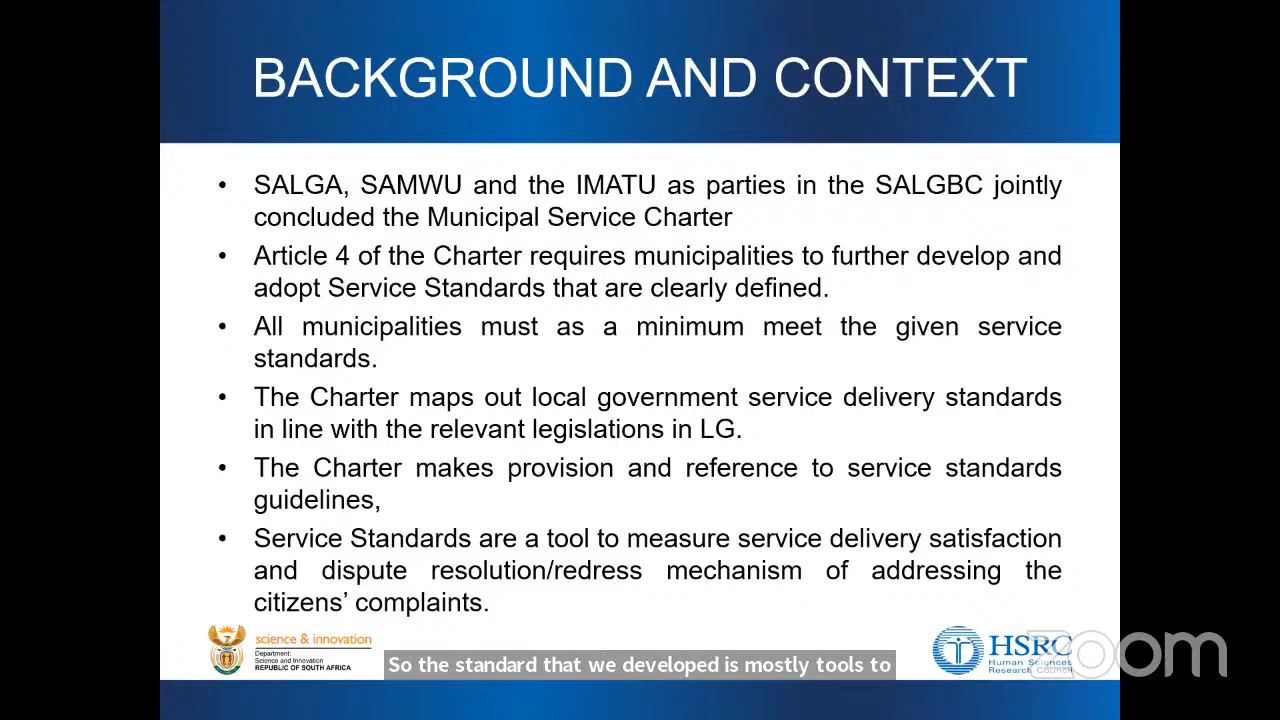 BACKGROUND AND CONTEXT
• SALGA, SAMWU and the IMATU as parties in the SALGBC jointly
concluded the Municipal Service Charter
• Article 4 of the Charter requires municipalities to further develop and
adopt Service Standards that are clearly defined.
• All municipalities must as a minimum meet the given service
standards.
• The Charter maps out local government service delivery standards
in line with the relevant legislations in LG.
• The Charter makes provision and reference to service standards
guidelines,
• Service Standards are a tool to measure service delivery satisfaction
and dispute resolution/redress mechanism of addressing the
citizens’ complaints.
science & innovation
Department:
Science and Innovation
REPUBLIC OF SOUTH AFRICA
So the standard that we developed is mostly tools to
HSRC
Human Sciences
Research Council
zoom